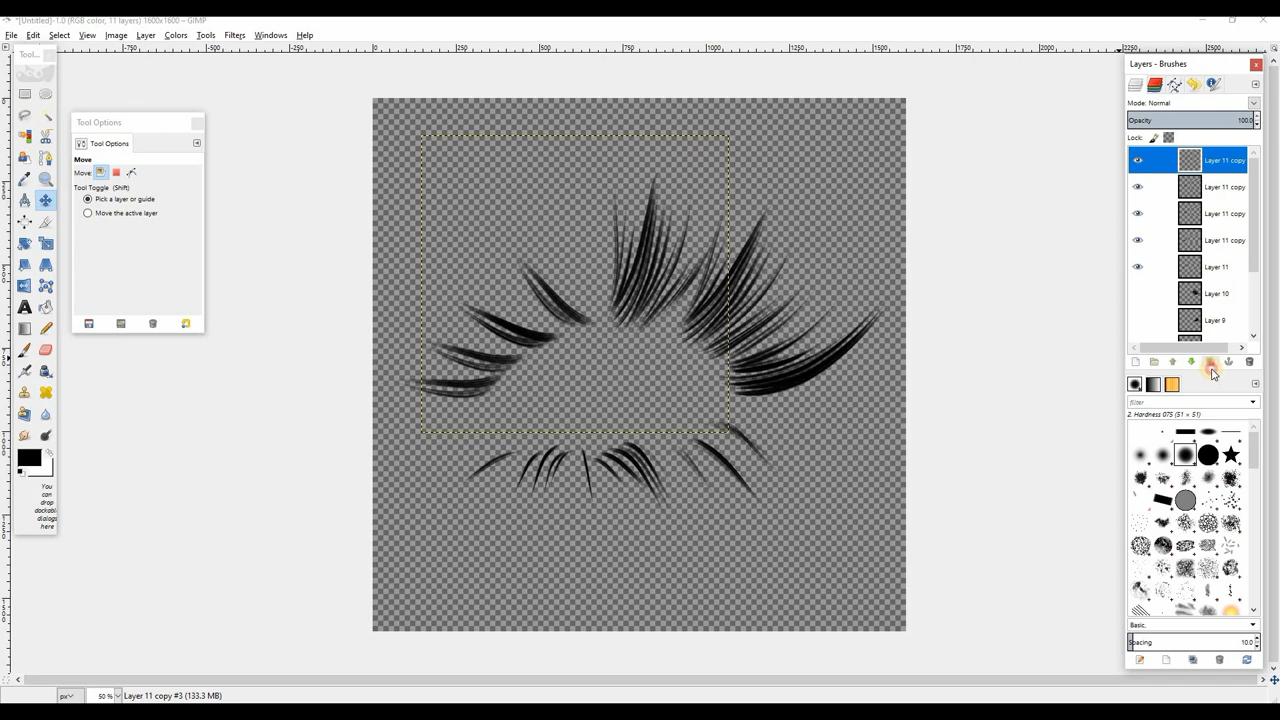 *[Untitled]-1.0 (RGB color, 11 layers) 1600x1600 – GIMP
File Edit Select View Image Layer Colors Tools Filters Windows Help
Tool...
Layers - Brushes
Mode: Normal
Opacity 100.0
Lock:
Layer 11 copy
Layer 11 copy
Layer 11 copy
Layer 11 copy
Layer 11
Layer 10
Layer 9
Tool Options
Tool Options
Move
Move:
Tool Toggle (Shift)
Pick a layer or guide
Move the active layer
filter
2. Hardness 075 (51 × 51)
You
can
drop
dockable
dialogs
here
Basic,
Spacing 10.0
px 50 % Layer 11 copy #3 (133.3 MB)